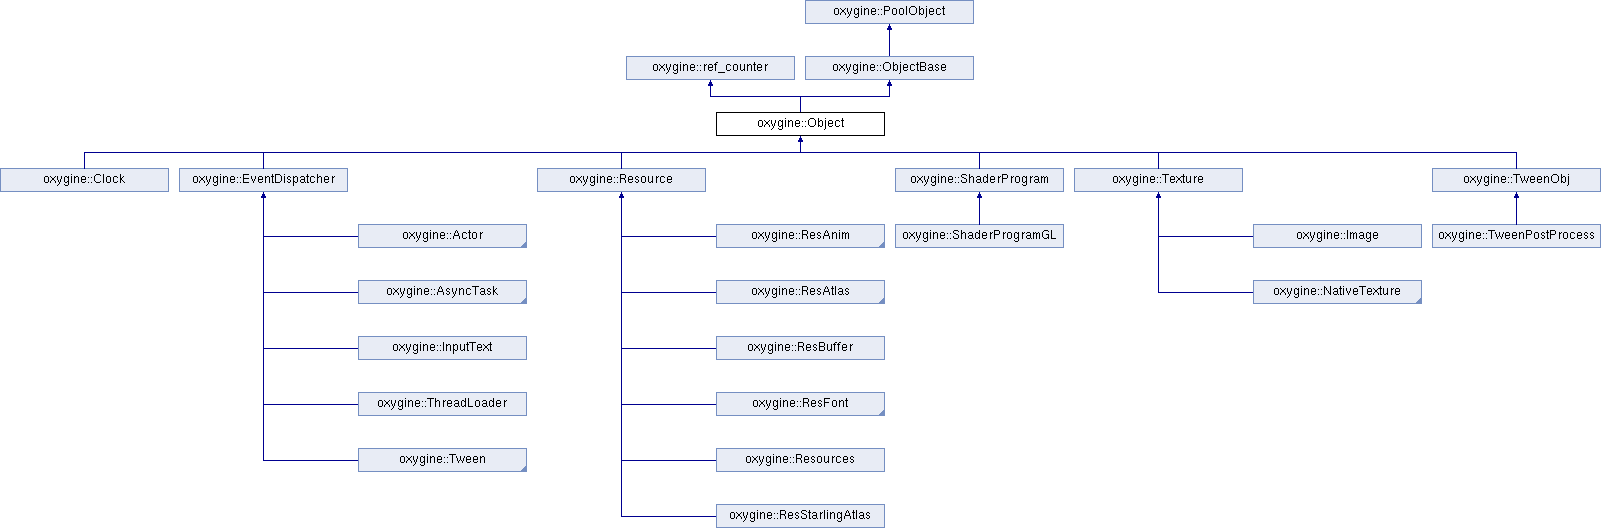 oxygine::PoolObject
oxygine::ref_counter
oxygine::ObjectBase
oxygine::Object
oxygine::Clock
oxygine::EventDispatcher
oxygine::Resource
oxygine::ShaderProgram
oxygine::Texture
oxygine::TweenObj
oxygine::Actor
oxygine::ResAnim
oxygine::ShaderProgramGL
oxygine::Image
oxygine::TweenPostProcess
oxygine::AsyncTask
oxygine::ResAtlas
oxygine::NativeTexture
oxygine::InputText
oxygine::ResBuffer
oxygine::ThreadLoader
oxygine::ResFont
oxygine::Tween
oxygine::Resources
oxygine::ResStarlingAtlas